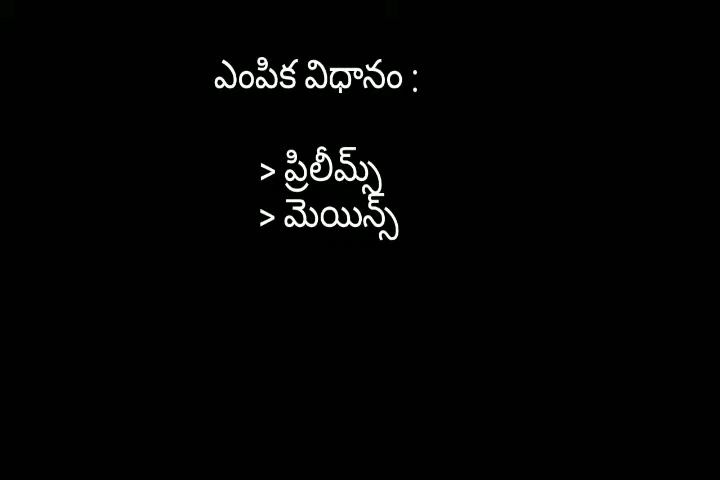 ఎంపిక విధానం :
> ప్రిలీమ్స్
> మెయిన్స్